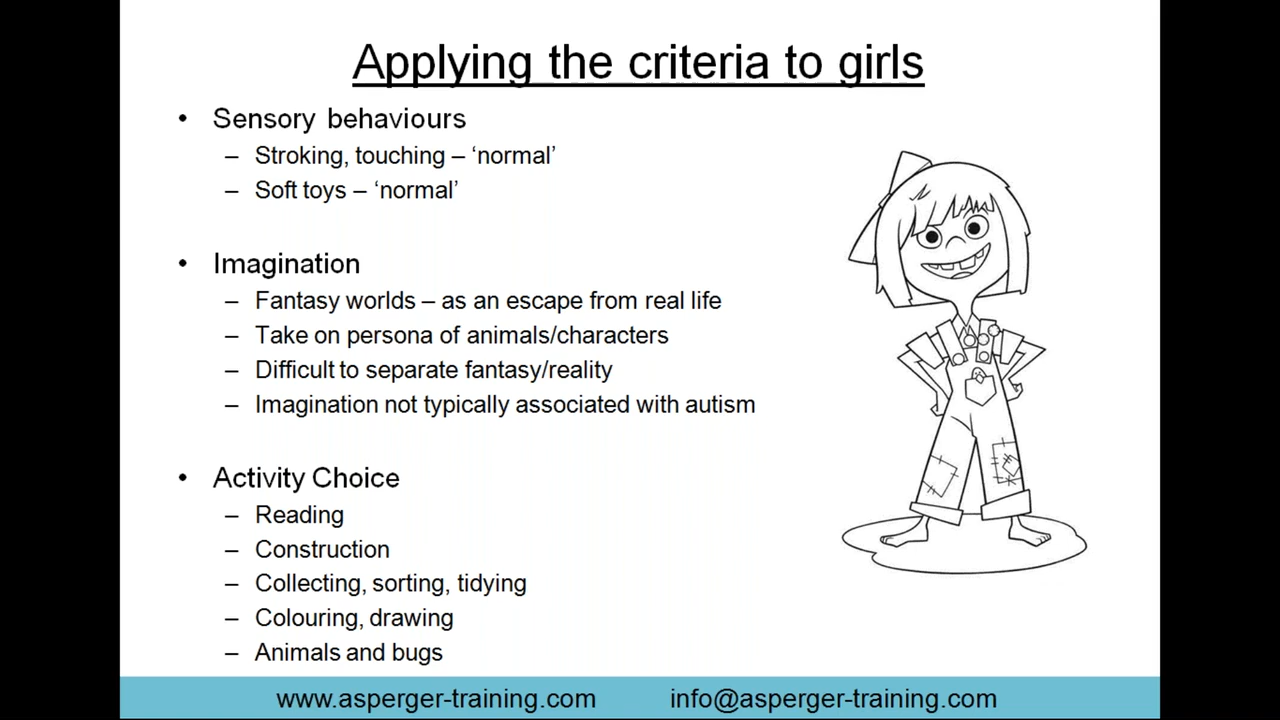 Applying the criteria to girls
• Sensory behaviours
– Stroking, touching – ‘normal’
– Soft toys – ‘normal’
• Imagination
– Fantasy worlds – as an escape from real life
– Take on persona of animals/characters
– Difficult to separate fantasy/reality
– Imagination not typically associated with autism
• Activity Choice
– Reading
– Construction
– Collecting, sorting, tidying
– Colouring, drawing
– Animals and bugs
www.asperger-training.com info@asperger-training.com